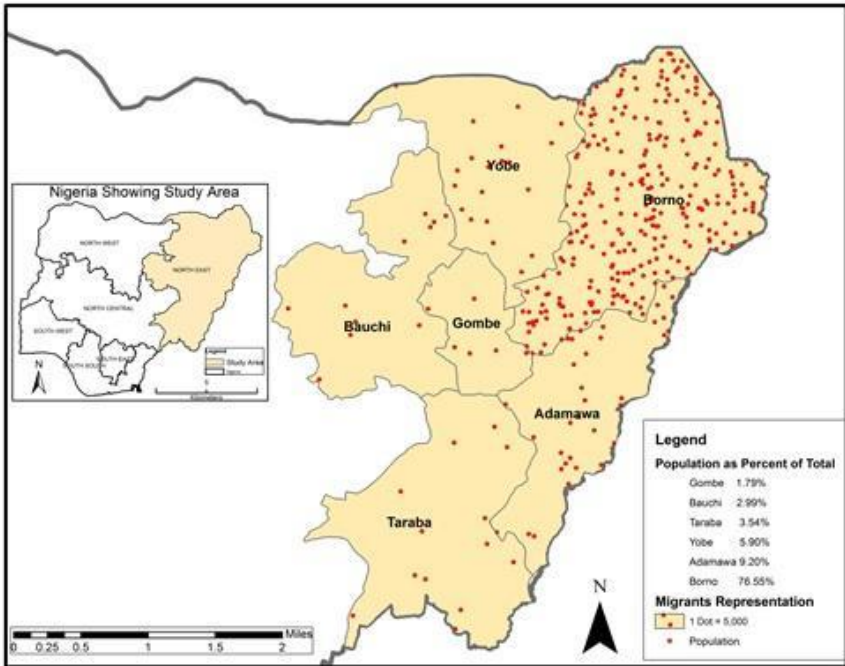 Nigeria Showing Study Area
NORTH WEST
NORTH EAST
NORTH CENTRAL
SOUTH WEST
SOUTH EAST
SOUTH SOUTH
Legend
Study Area
N
Kilometers
Yobe
Borno
Bauchi
Gombe
Adamawa
Taraba
N
Miles
0 0.25 0.5 1 1.5 2
Legend
Population as Percent of Total
Gombe 1.79%
Bauchi 2.99%
Taraba 3.54%
Yobe 5.90%
Adamawa 9.20%
Borno 76.55%
Migrants Representation
1 Dot = 5,000
Population